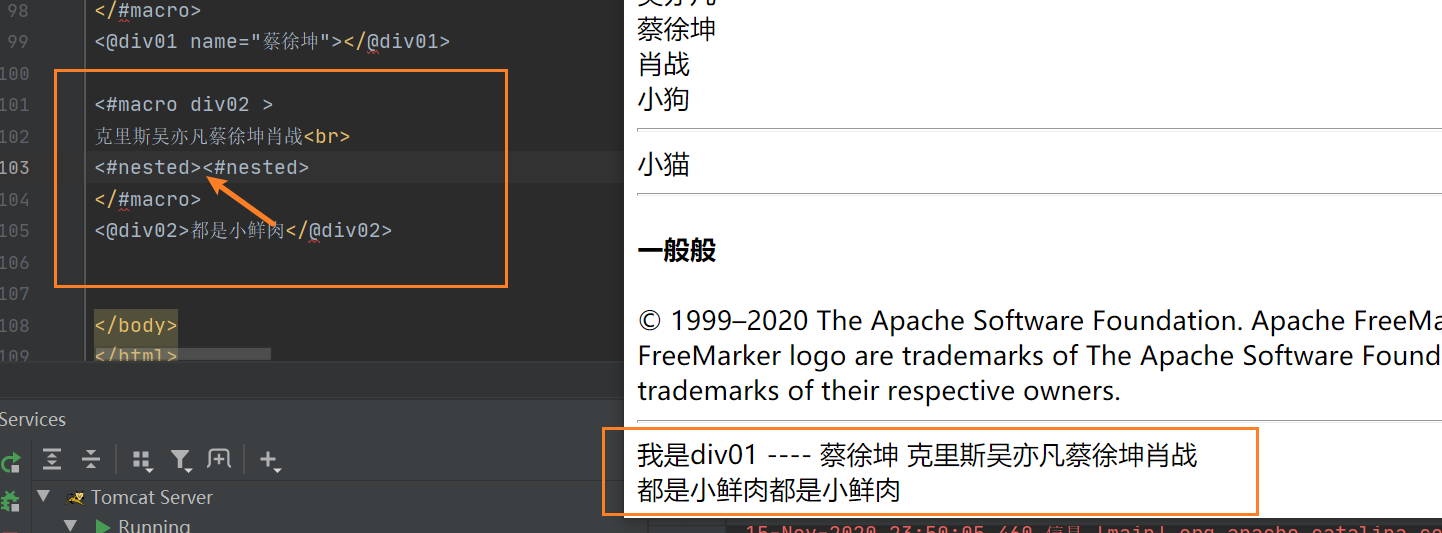 98 </#macro>
99 <@div01 name="蔡徐坤"></@div01>
100
101 <#macro div02 >
102 克里斯吴亦凡蔡徐坤肖战<br>
103 <#nested><#nested>
104 </#macro>
105 <@div02>都是小鲜肉</@div02>
106
107
108 </body>
109 </html>
Services
Tomcat Server
Running
吴亦凡
蔡徐坤
肖战
小狗
小猫
一般般
© 1999–2020 The Apache Software Foundation. Apache FreeMa
FreeMarker logo are trademarks of The Apache Software Found
trademarks of their respective owners.
我是div01 ---- 蔡徐坤 克里斯吴亦凡蔡徐坤肖战
都是小鲜肉都是小鲜肉
15-Nov-2020 23:50:05.460 信息 [main] org.apache.catalina.co